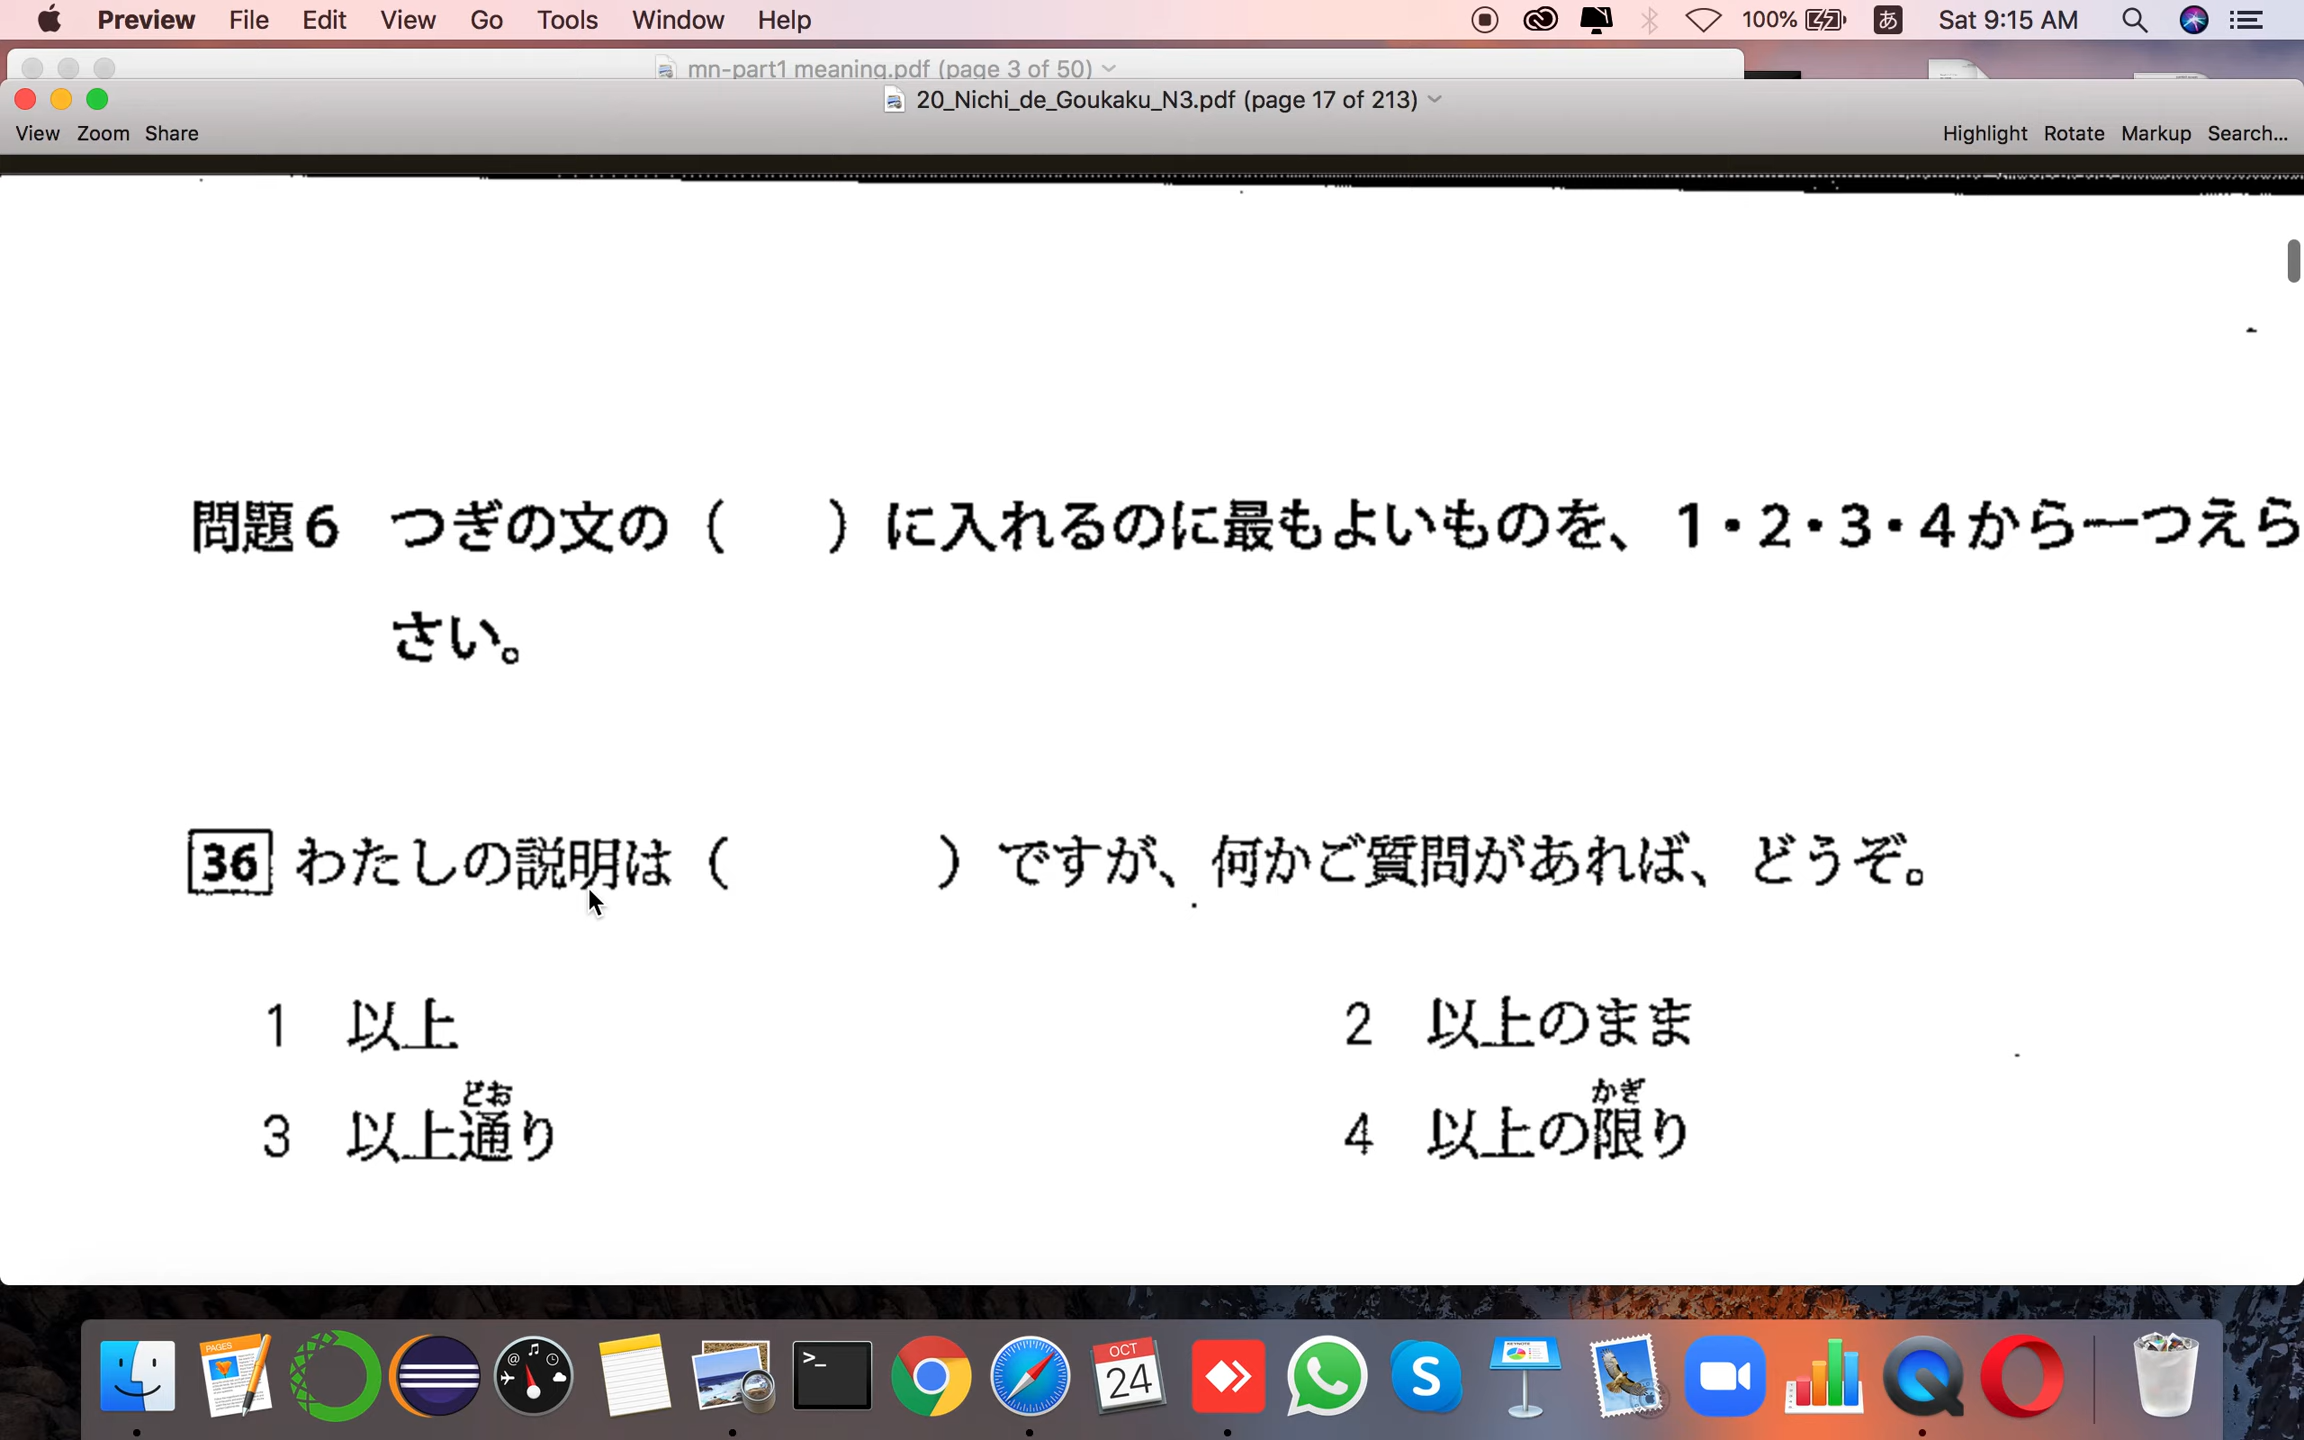 Preview File Edit View Go Tools Window Help 100% あ Sat 9:15 AM
mn-part1 meaning.pdf (page 3 of 50)
20_Nichi_de_Goukaku_N3.pdf (page 17 of 213)
View Zoom Share Highlight Rotate Markup Search...
問題6 つぎの文の( )に入れるのに最もよいものを、1・2・3・4から一つえら
さい。
36 わたしの説明は( )ですが、何かご質問があれば、どうぞ。
1 以上
2 以上のまま
どお
3 以上通り
かぎ
4 以上の限り
PAGES
OCT
24